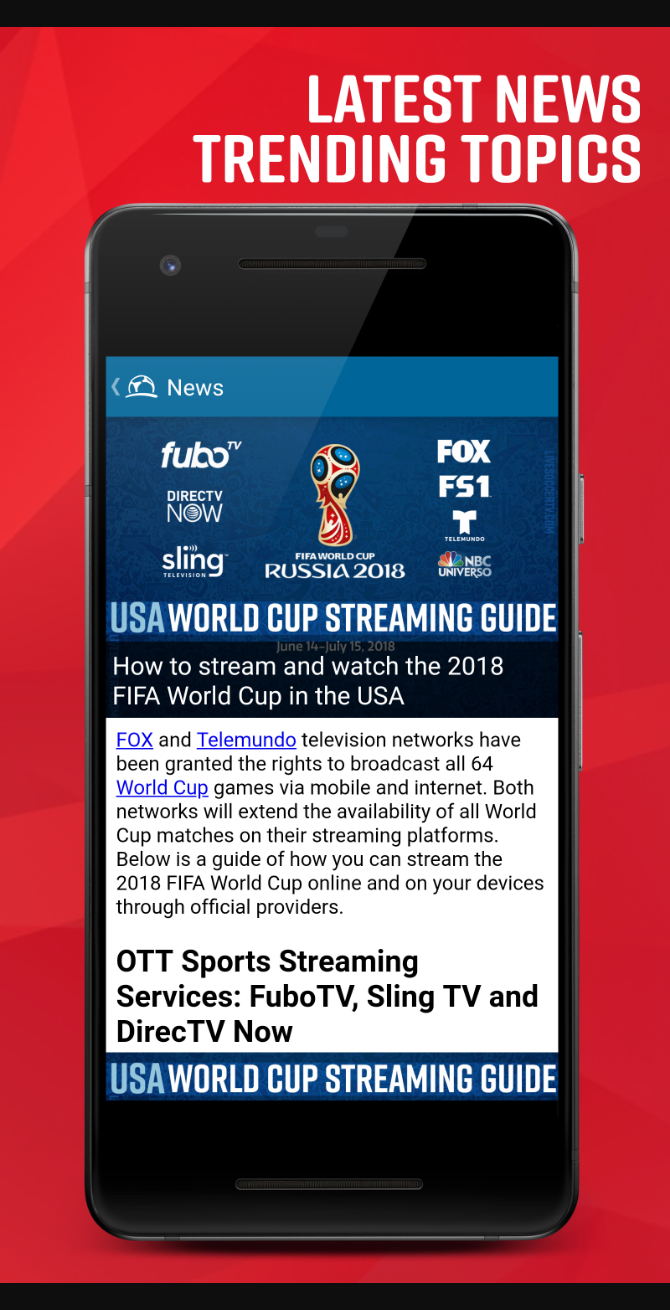 LATEST NEWS
TRENDING TOPICS
News
fubo TV
DIRECTV
NOW
sling
TELEVISION
FIFA WORLD CUP
RUSSIA 2018
FOX
FS1
TELEMUNDO
NBC
UNIVERSO
LIVESOCCERTV.COM
USA WORLD CUP STREAMING GUIDE
June 14-July 15, 2018
How to stream and watch the 2018
FIFA World Cup in the USA
FOX and Telemundo television networks have
been granted the rights to broadcast all 64
World Cup games via mobile and internet. Both
networks will extend the availability of all World
Cup matches on their streaming platforms.
Below is a guide of how you can stream the
2018 FIFA World Cup online and on your devices
through official providers.
OTT Sports Streaming
Services: FuboTV, Sling TV and
DirecTV Now
USA WORLD CUP STREAMING GUIDE